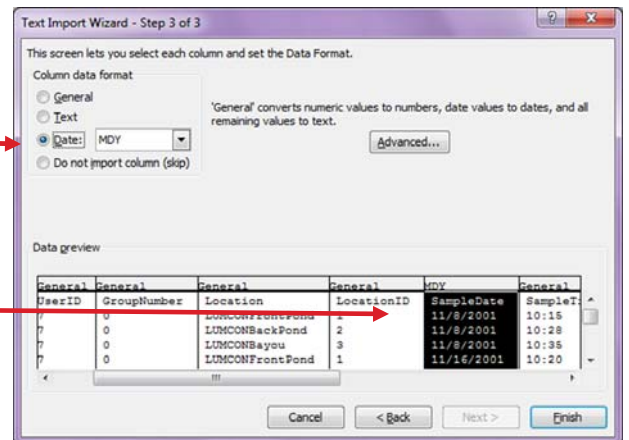 Text Import Wizard - Step 3 of 3
This screen lets you select each column and set the Data Format.
Column data format
General
Text
Date: MDY
Do not import column (skip)
'General' converts numeric values to numbers, date values to dates, and all
remaining values to text.
Advanced...
Data preview
General General General General MDY General
UserID GroupNumber Location LocationID SampleDate SampleT
7 0 LUMCONFrontPond 1 11/8/2001 10:15
7 0 LUMCONBackPond 2 11/8/2001 10:28
7 0 LUMCONBayou 3 11/8/2001 10:35
7 0 LUMCONFrontPond 1 11/16/2001 10:20
Cancel < Back Next > Finish